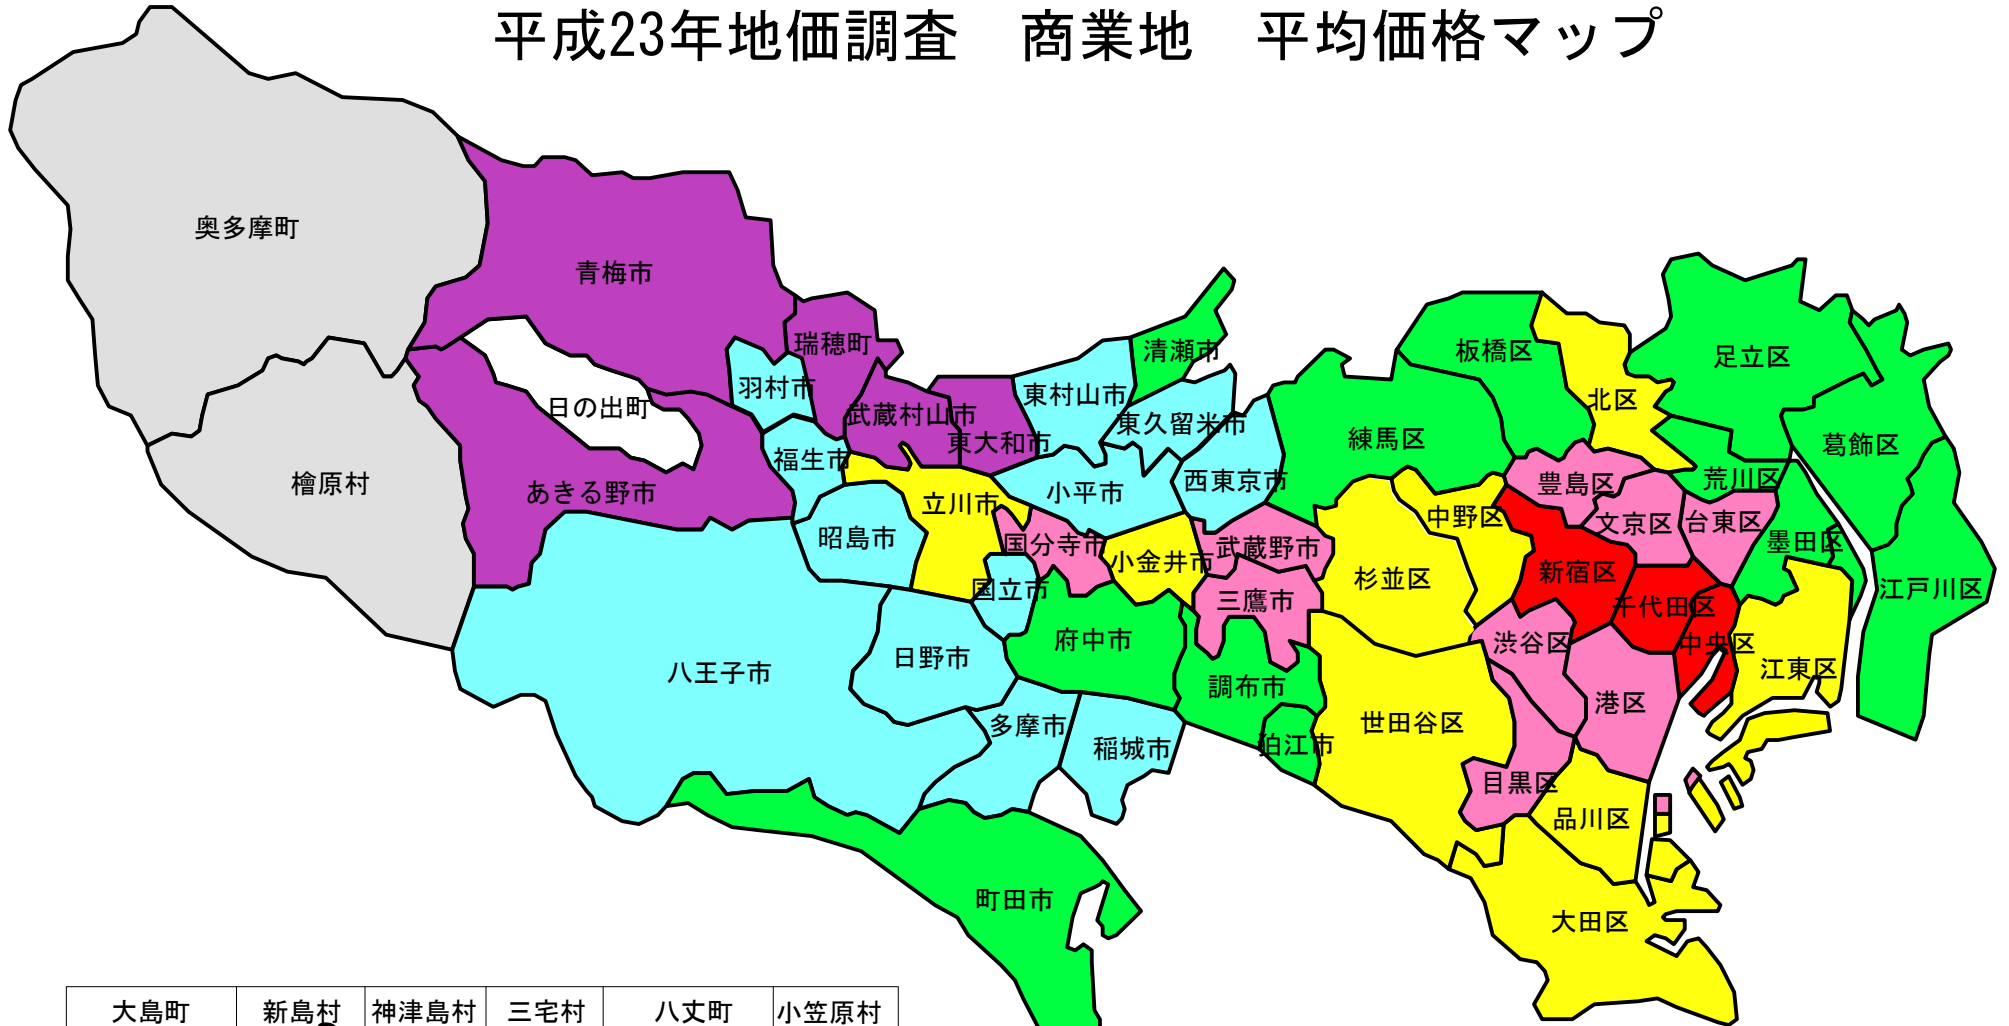 平成23年地価調査　商業地　平均価格マップ
奥多摩町
青梅市
瑞穂町
羽村市
日の出町
武蔵村山市
東大和市
東村山市
清瀬市
東久留米市
板橋区
北区
足立区
葛飾区
練馬区
荒川区
檜原村
あきる野市
福生市
昭島市
立川市
小平市
西東京市
国分寺市
小金井市
武蔵野市
国立市
三鷹市
杉並区
中野区
豊島区
文京区
台東区
墨田区
江戸川区
新宿区
千代田区
中央区
江東区
渋谷区
港区
八王子市
日野市
府中市
調布市
狛江市
多摩市
稲城市
世田谷区
目黒区
品川区
大田区
町田市
大島町
新島村
神津島村
三宅村
八丈町
小笠原村